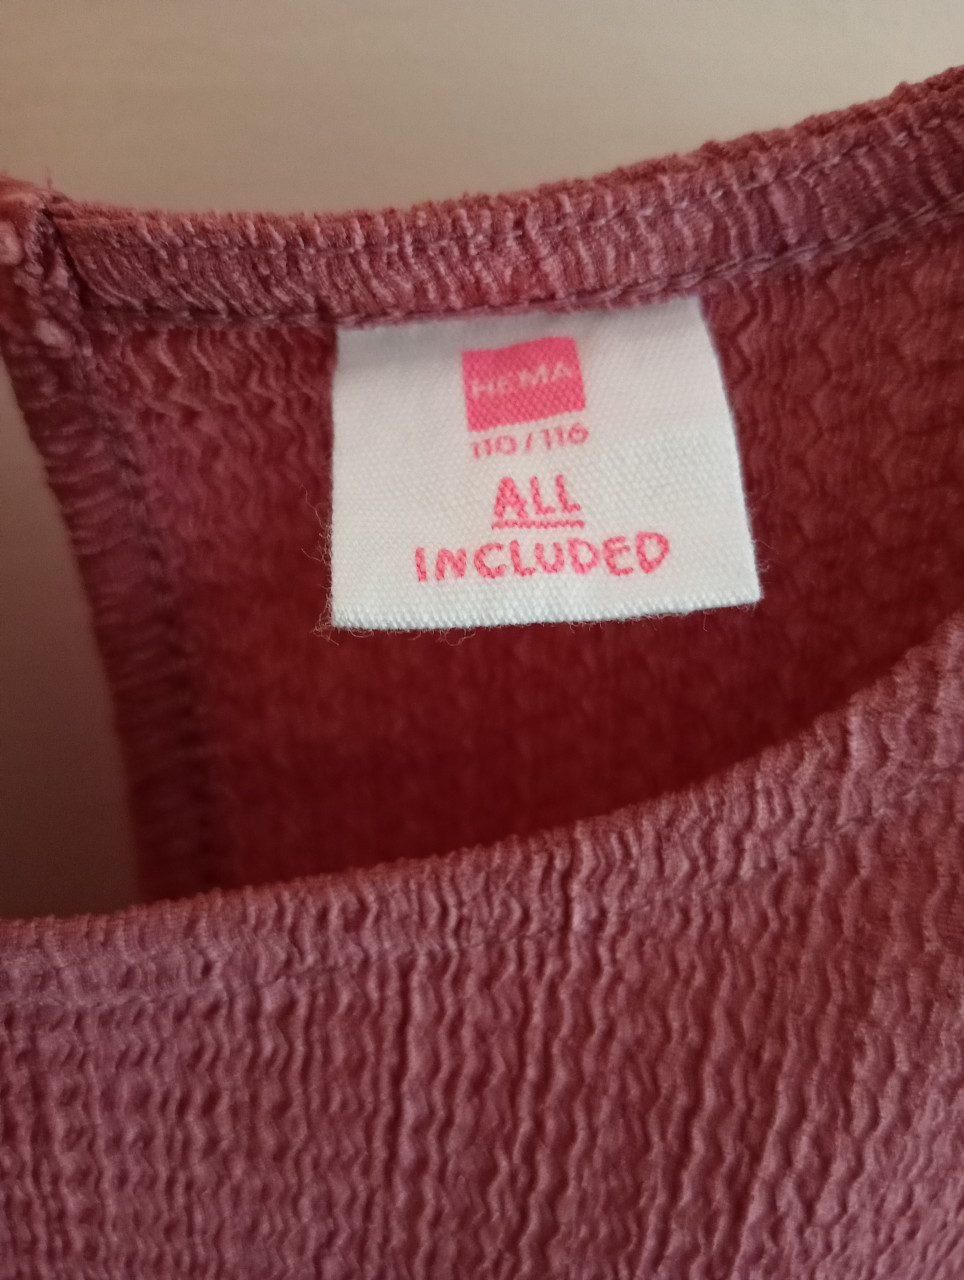 HEMA
110/116
ALL
INCLUDED